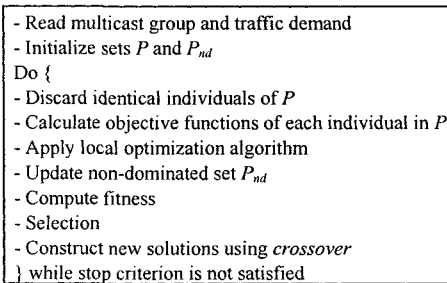 - Read multicast group and traffic demand
- Initialize sets P and Pnd
Do {
- Discard identical individuals of P
- Calculate objective functions of each individual in P
- Apply local optimization algorithm
- Update non-dominated set Pnd
- Compute fitness
- Selection
- Construct new solutions using crossover
} while stop criterion is not satisfied